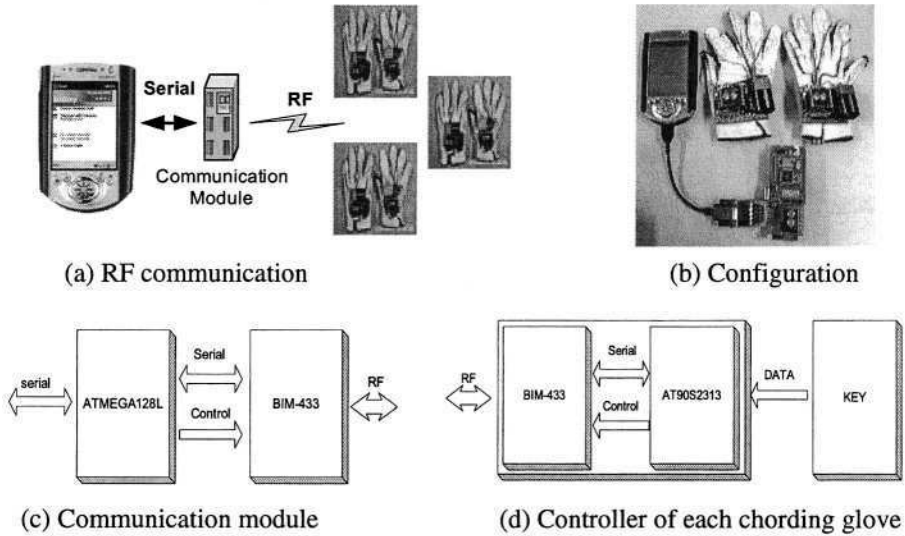 Serial
RF
Communication
Module
(a) RF communication
(b) Configuration
serial
ATMEGA128L
Serial
Control
BIM-433
RF
(c) Communication module
RF
BIM-433
Serial
Control
AT90S2313
DATA
KEY
(d) Controller of each chording glove